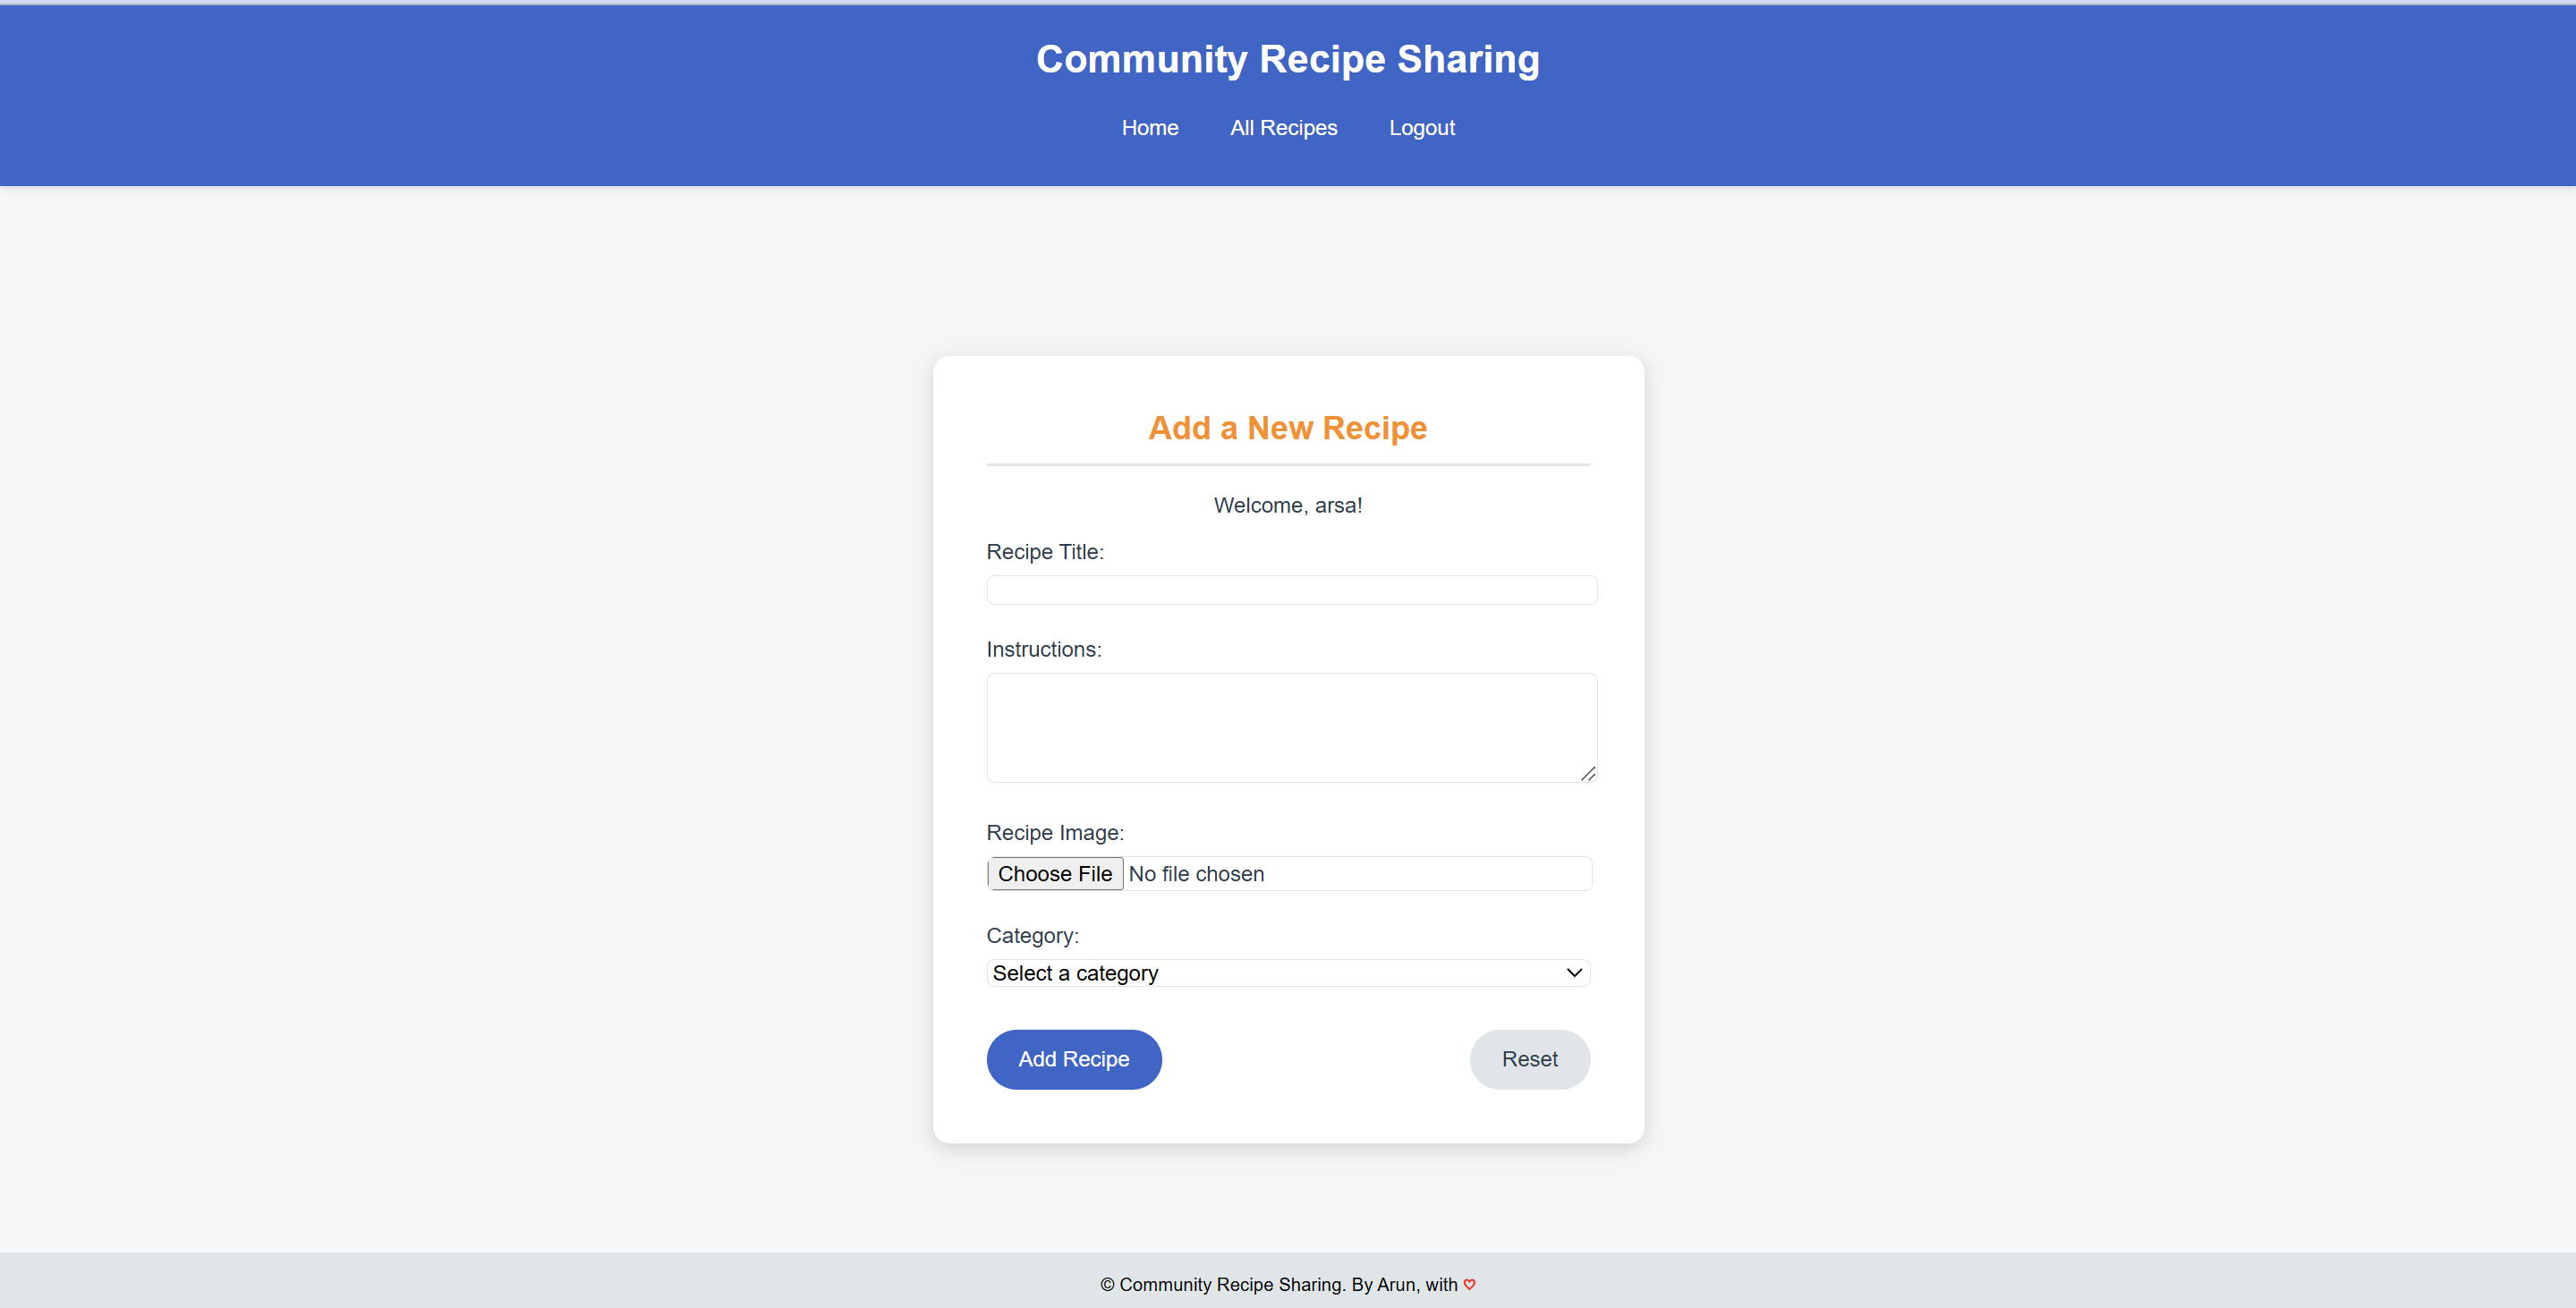 Community Recipe Sharing
Home All Recipes Logout
Add a New Recipe
Welcome, arsa!
Recipe Title:
Instructions:
Recipe Image:
Choose File No file chosen
Category:
Select a category
Add Recipe Reset
© Community Recipe Sharing. By Arun, with ♡